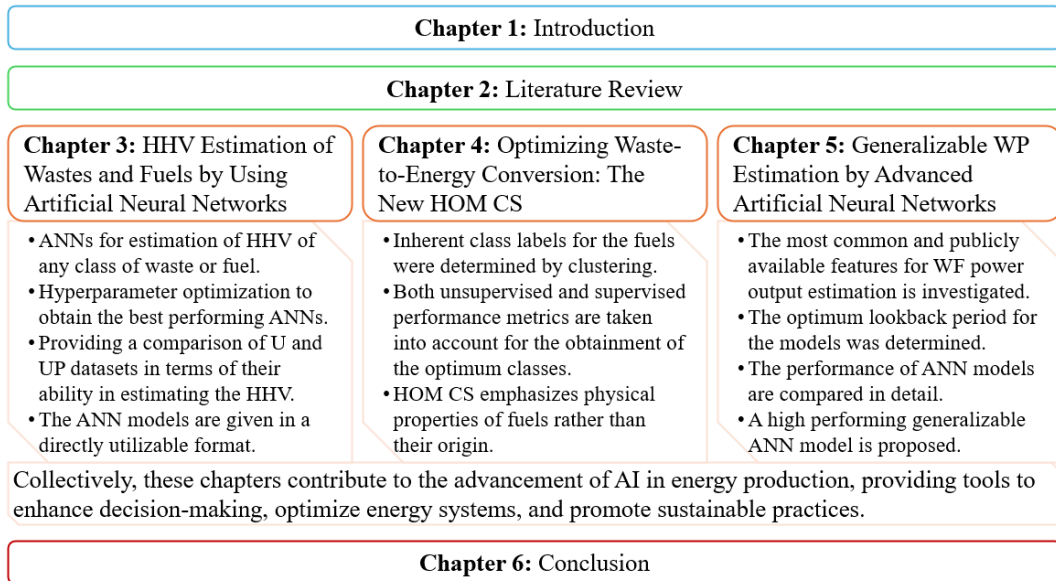 Chapter 1: Introduction
Chapter 2: Literature Review
Chapter 3: HHV Estimation of
Wastes and Fuels by Using
Artificial Neural Networks
• ANNs for estimation of HHV of
any class of waste or fuel.
• Hyperparameter optimization to
obtain the best performing ANNs.
• Providing a comparison of U and
UP datasets in terms of their
ability in estimating the HHV.
• The ANN models are given in a
directly utilizable format.
Chapter 4: Optimizing Waste-
to-Energy Conversion: The
New HOM CS
• Inherent class labels for the fuels
were determined by clustering.
• Both unsupervised and supervised
performance metrics are taken
into account for the obtainment of
the optimum classes.
• HOM CS emphasizes physical
properties of fuels rather than
their origin.
Chapter 5: Generalizable WP
Estimation by Advanced
Artificial Neural Networks
• The most common and publicly
available features for WF power
output estimation is investigated.
• The optimum lookback period for
the models was determined.
• The performance of ANN models
are compared in detail.
• A high performing generalizable
ANN model is proposed.
Collectively, these chapters contribute to the advancement of AI in energy production, providing tools to
enhance decision-making, optimize energy systems, and promote sustainable practices.
Chapter 6: Conclusion